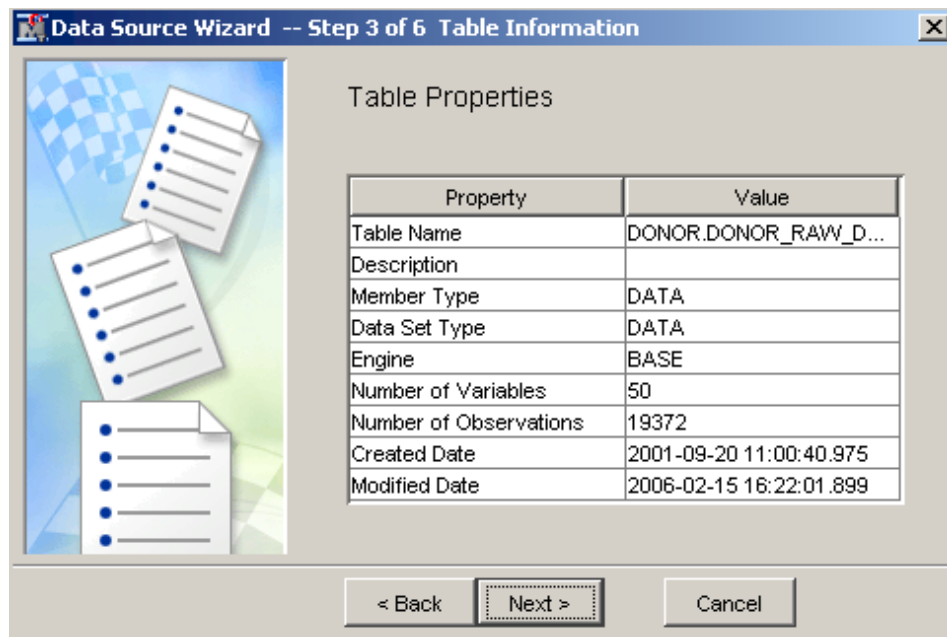 Data Source Wizard -- Step 3 of 6 Table Information
Table Properties
Property Value
Table Name DONOR.DONOR_RAW_D...
Description
Member Type DATA
Data Set Type DATA
Engine BASE
Number of Variables 50
Number of Observations 19372
Created Date 2001-09-20 11:00:40.975
Modified Date 2006-02-15 16:22:01.899
< Back Next > Cancel